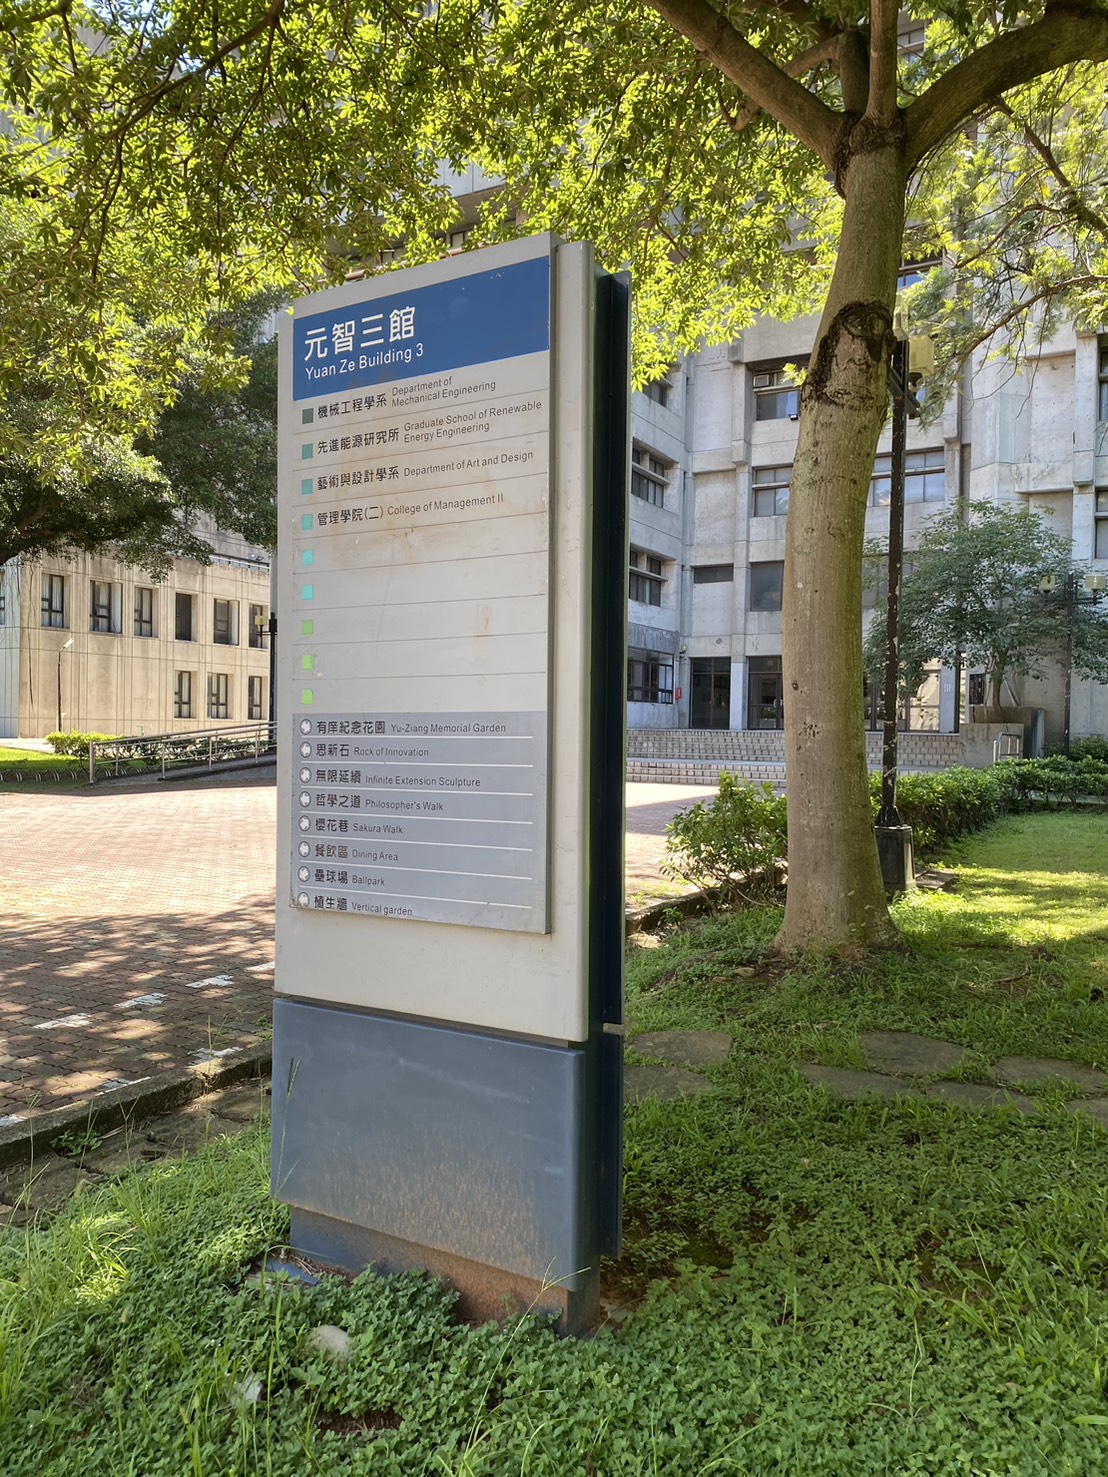 元智三館
Yuan Ze Building 3
機械工程學系 Department of
Mechanical Engineering
先進能源研究所 Graduate School of Renewable
Energy Engineering
藝術與設計學系 Department of Art and Design
管理學院(二) College of Management II
有庠紀念花園 Yu-Ziang Memorial Garden
思新石 Rock of Innovation
無限延續 Infinite Extension Sculpture
哲學之道 Philosopher's Walk
櫻花巷 Sakura Walk
餐飲區 Dining Area
壘球場 Ballpark
植生牆 Vertical garden